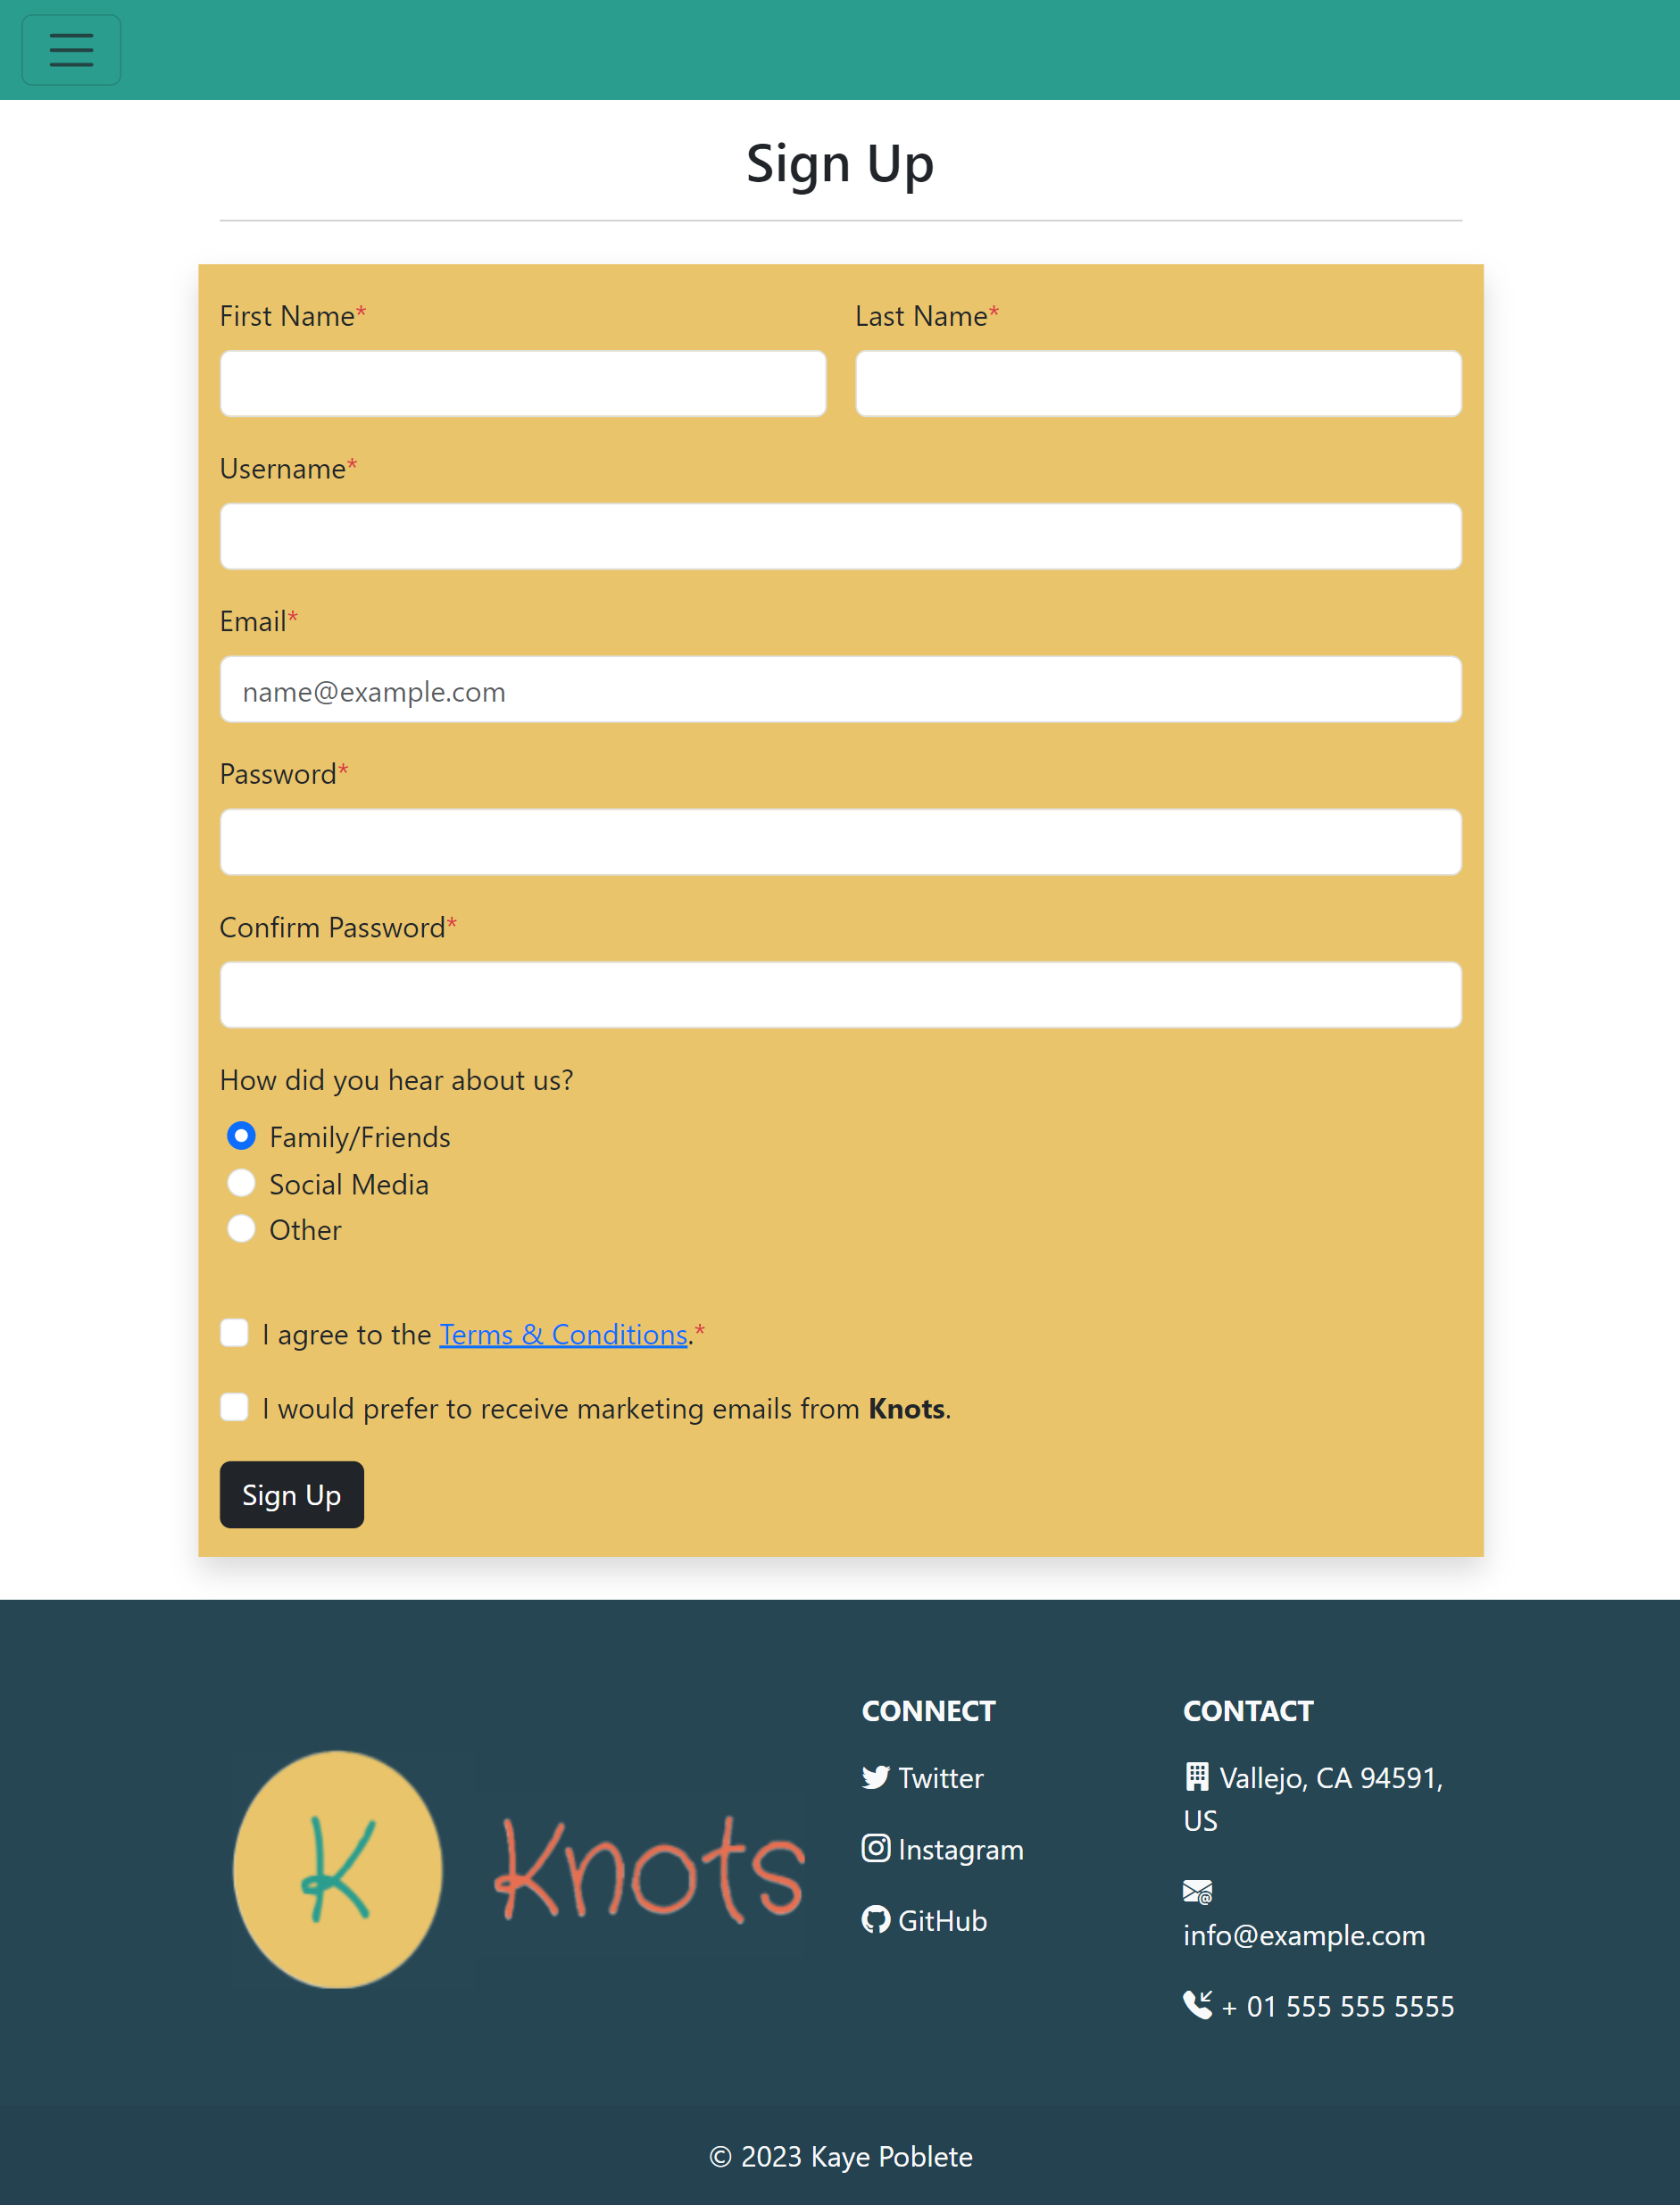 Sign Up
First Name* Last Name*
Username*
Email*
name@example.com
Password*
Confirm Password*
How did you hear about us?
Family/Friends
Social Media
Other
I agree to the Terms & Conditions.*
I would prefer to receive marketing emails from Knots.
Sign Up
K Knots
CONNECT
Twitter
Instagram
GitHub
CONTACT
Vallejo, CA 94591,
US
info@example.com
+ 01 555 555 5555
© 2023 Kaye Poblete